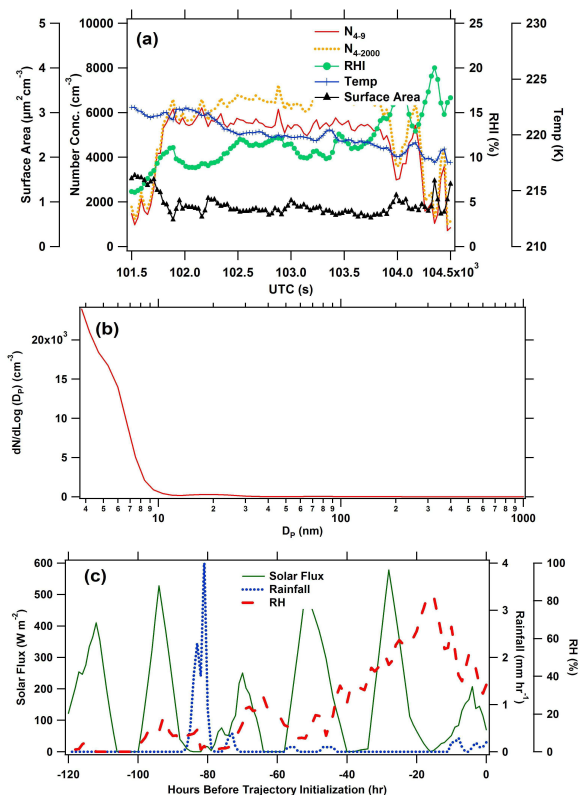 (a)
N4-9
N4-2000
RHI
Temp
Surface Area
Surface Area (µm² cm⁻³)
5
4
3
2
1
0
Number Conc. (cm⁻³)
10000
8000
6000
4000
2000
0
RHI (%)
25
20
15
10
5
0
Temp (K)
230
225
220
215
210
101.5 102.0 102.5 103.0 103.5 104.0 104.5x10³
UTC (s)
(b)
dN/dLog (Dₚ) (cm⁻³)
20x10³
15
10
5
0
4 5 6 7 8 9 10 2 3 4 5 6 7 8 9 100 2 3 4 5 6 7 8 9 1000
Dₚ (nm)
(c)
Solar Flux
Rainfall
RH
Solar Flux (W m⁻²)
600
500
400
300
200
100
0
Rainfall (mm hr⁻¹)
4
3
2
1
0
RH (%)
100
80
60
40
20
0
-120 -100 -80 -60 -40 -20 0
Hours Before Trajectory Initialization (hr)